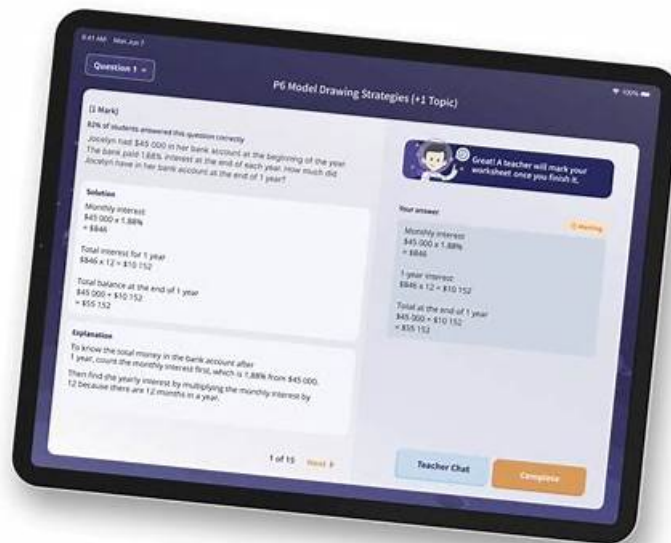 9:41 AM Mon Jun 7
100%
Question 1
P6 Model Drawing Strategies (+1 Topic)
[1 Mark]
82% of students answered this question correctly
Jocelyn had $45 000 in her bank account at the beginning of the year.
The bank paid 1.88% interest at the end of each year. How much did
Jocelyn have in her bank account at the end of 1 year?
Solution
Monthly interest
$45 000 x 1.88%
= $846
Total interest for 1 year
$846 x 12 = $10 152
Total balance at the end of 1 year
$45 000 + $10 152
= $55 152
Explanation
To know the total money in the bank account after
1 year, count the monthly interest first, which is 1.88% from $45 000.
Then find the yearly interest by multiplying the monthly interest by
12 because there are 12 months in a year.
1 of 15 Next
Great! A teacher will mark your
worksheet once you finish it.
Your answer
Marking
Monthly interest
$45 000 x 1.88%
= $846
1 year interest
$846 x 12 = $10 152
Total at the end of 1 year
$45 000 + $10 152
= $55 152
Teacher Chat
Complete